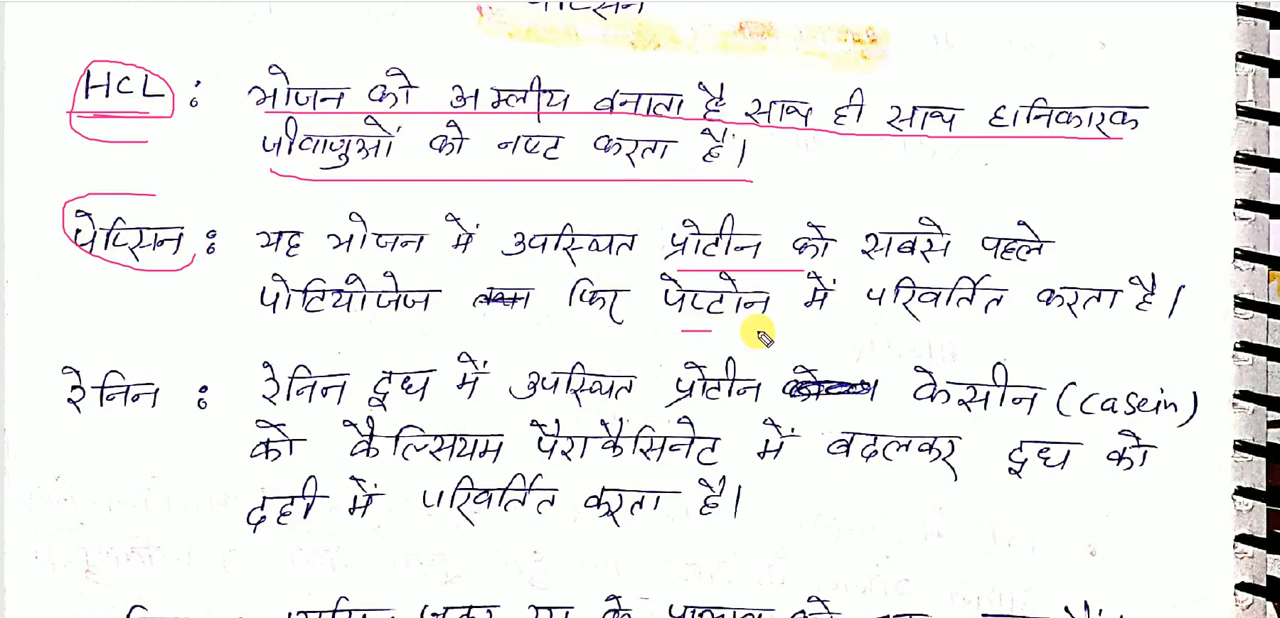 HCL : भोजन को अम्लीय बनाता है साथ ही साथ हानिकारक
जीवाणुओं को नष्ट करता है।
पेप्सिन : यह भोजन में उपस्थित प्रोटीन को सबसे पहले
पोटियोजेज फिर पेप्टोन में परिवर्तित करता है।
रेनिन : रेनिन दूध में उपस्थित प्रोटीन केसीन (Casein)
को कैल्सियम पैराकैसिनेट में बदलकर दूध को
दही में परिवर्तित करता है।